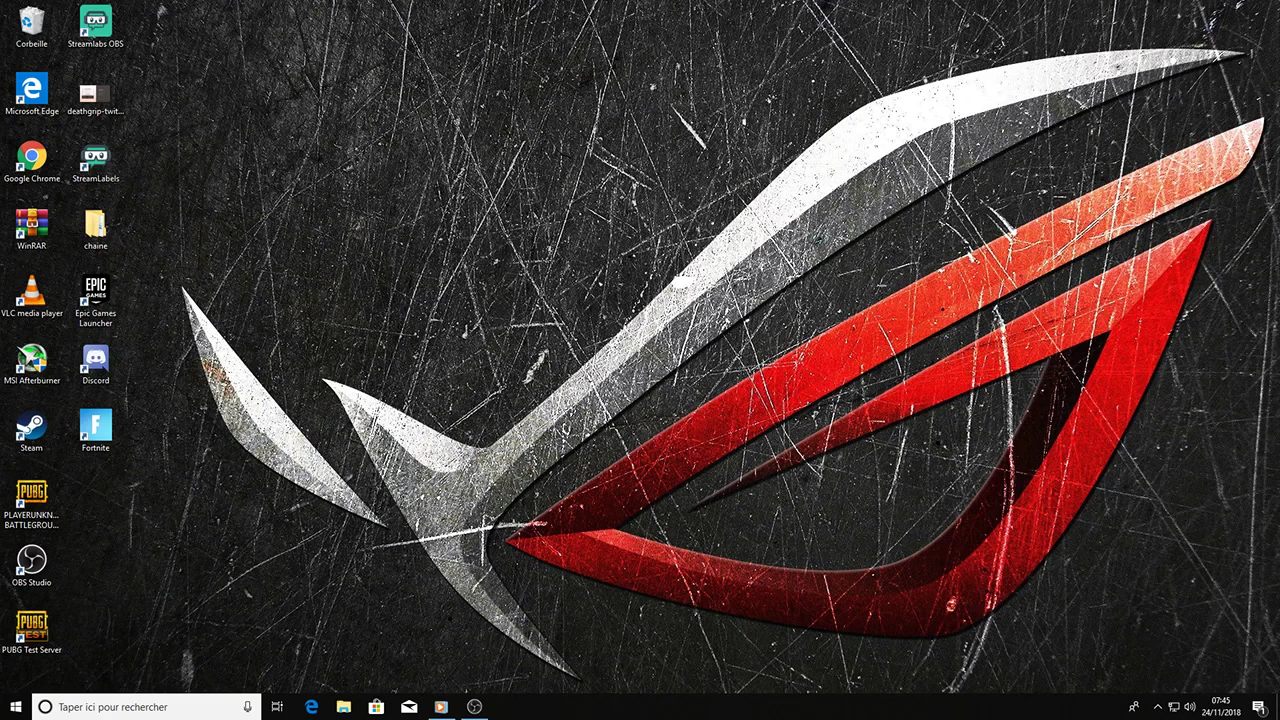 Corbeille
Streamlabs OBS
Microsoft Edge
deathgrip-twit...
Google Chrome
StreamLabels
WinRAR
chaine
VLC media player
EPIC
GAMES
Epic Games
Launcher
MSI Afterburner
Discord
Steam
Fortnite
PUBG
PLAYERUNKN...
BATTLEGROU...
OBS Studio
PUBG
TEST
PUBG Test Server
Taper ici pour rechercher
07:45
24/11/2018
1